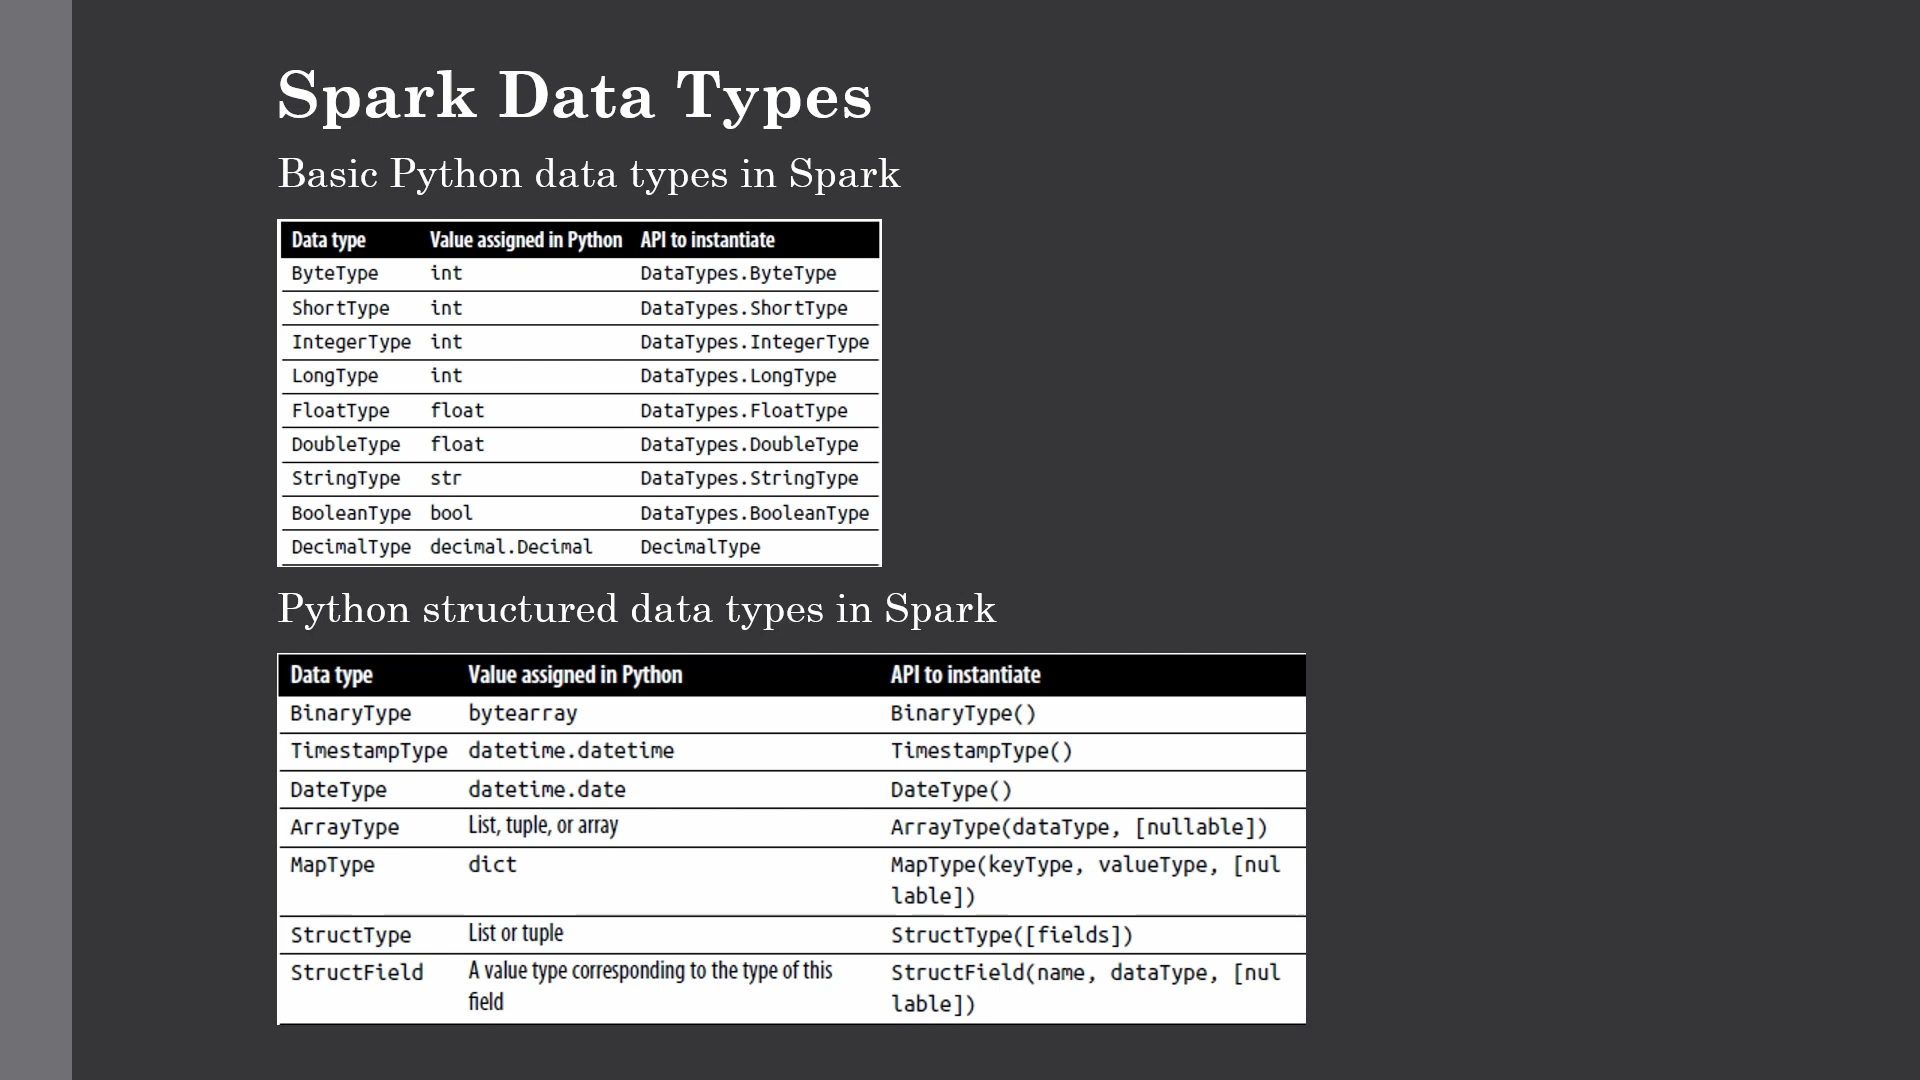 Spark Data Types
Basic Python data types in Spark
Data type Value assigned in Python API to instantiate
ByteType int DataTypes.ByteType
ShortType int DataTypes.ShortType
IntegerType int DataTypes.IntegerType
LongType int DataTypes.LongType
FloatType float DataTypes.FloatType
DoubleType float DataTypes.DoubleType
StringType str DataTypes.StringType
BooleanType bool DataTypes.BooleanType
DecimalType decimal.Decimal DecimalType
Python structured data types in Spark
Data type Value assigned in Python API to instantiate
BinaryType bytearray BinaryType()
TimestampType datetime.datetime TimestampType()
DateType datetime.date DateType()
ArrayType List, tuple, or array ArrayType(dataType, [nullable])
MapType dict MapType(keyType, valueType, [nul
lable])
StructType List or tuple StructType([fields])
StructField A value type corresponding to the type of this StructField(name, dataType, [nul
field lable])